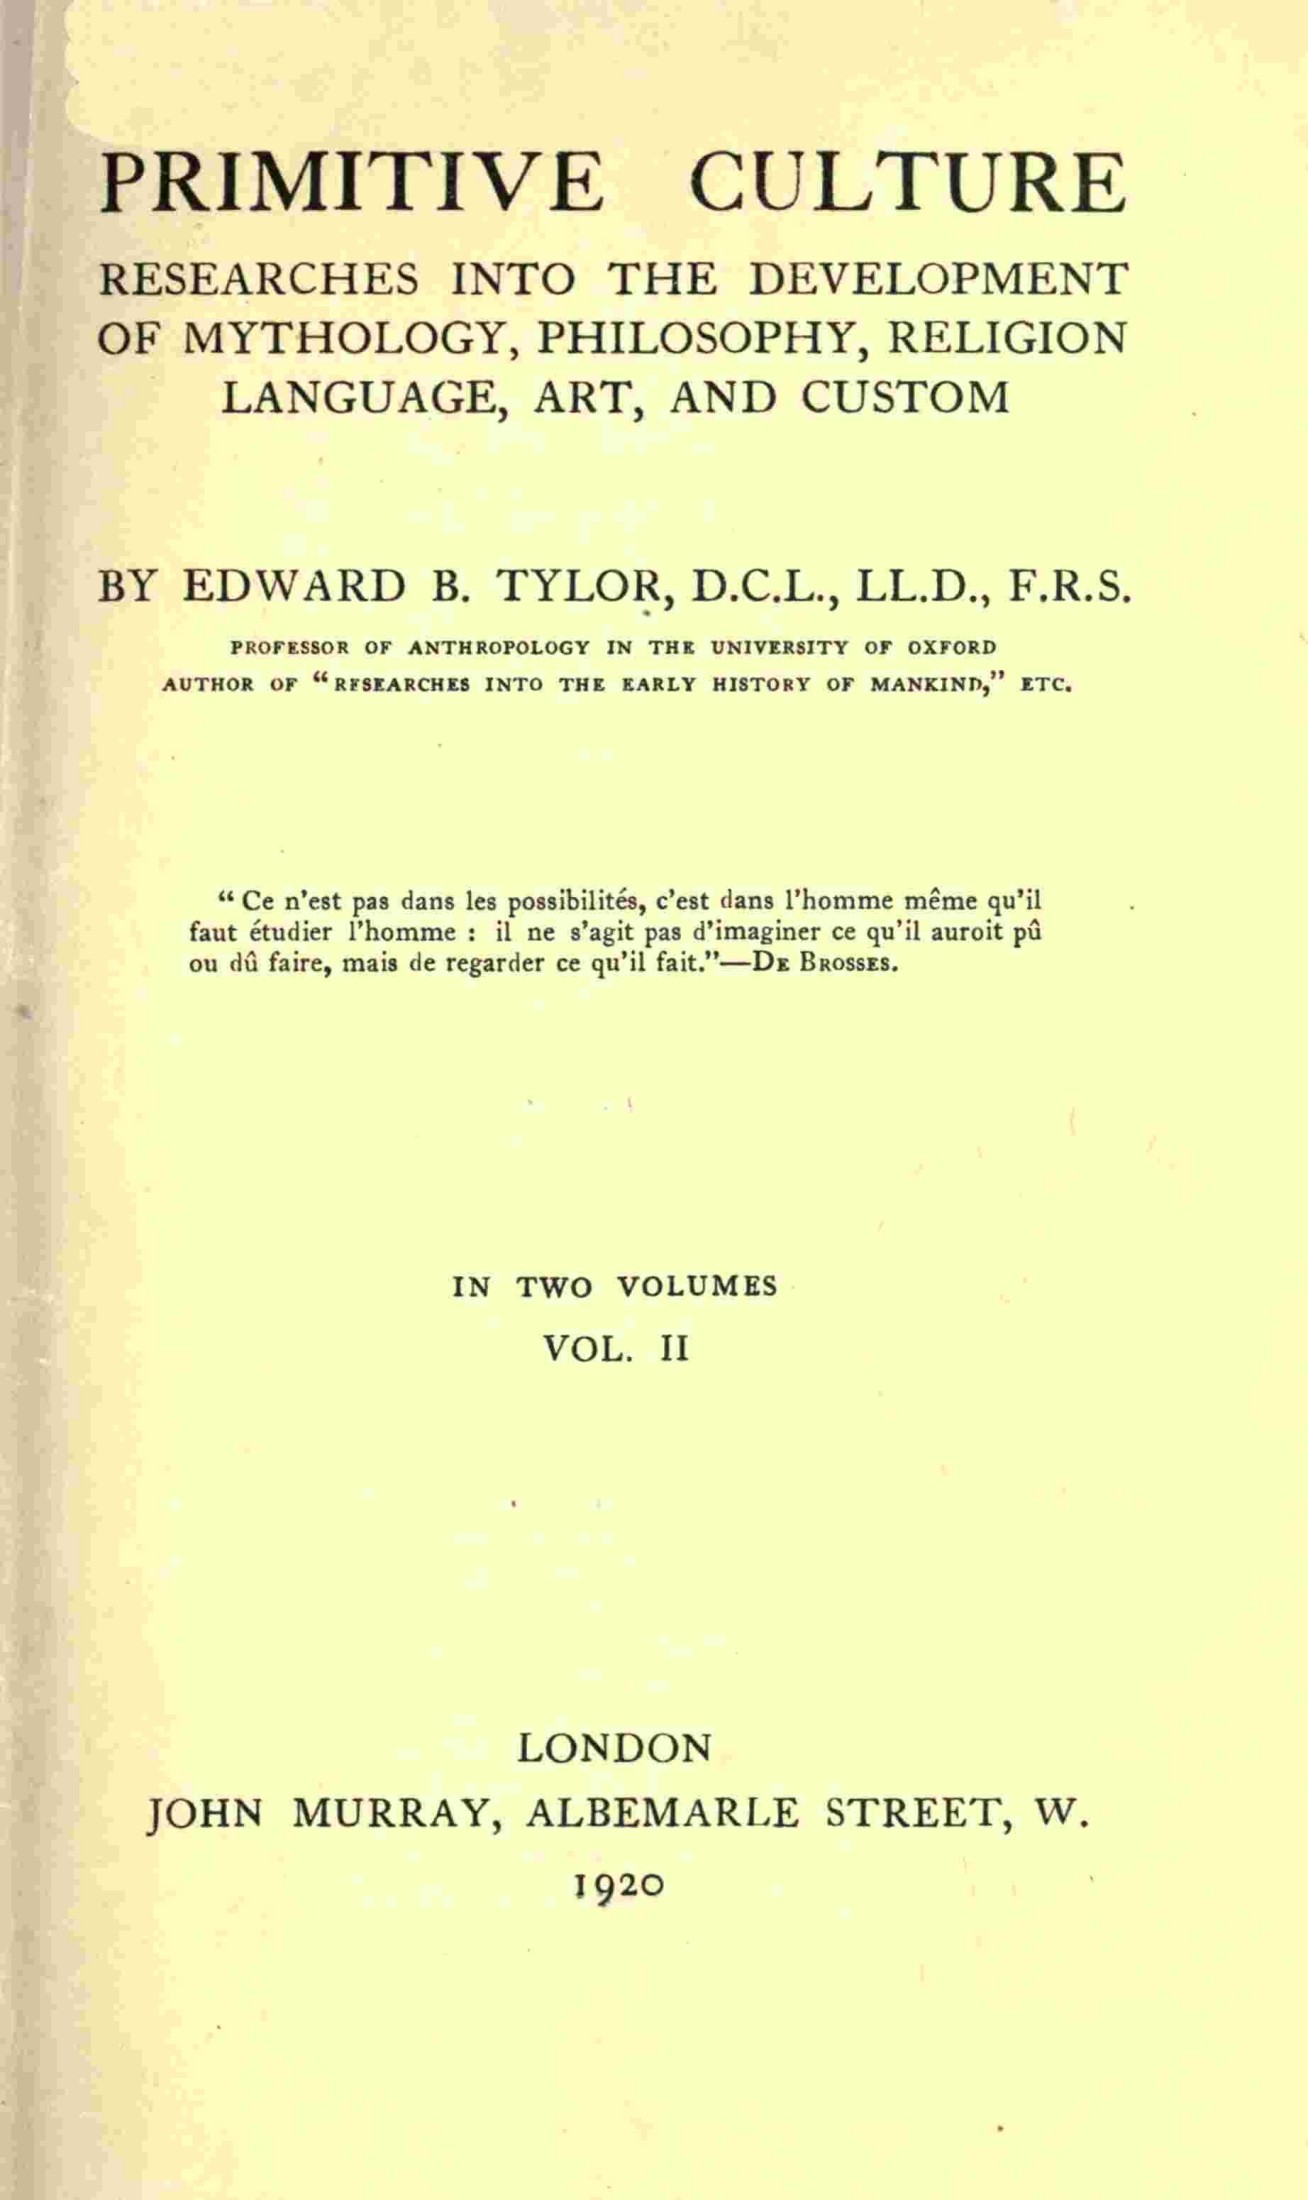 PRIMITIVE CULTURE
RESEARCHES INTO THE DEVELOPMENT
OF MYTHOLOGY, PHILOSOPHY, RELIGION
LANGUAGE, ART, AND CUSTOM
BY EDWARD B. TYLOR, D.C.L., LL.D., F.R.S.
PROFESSOR OF ANTHROPOLOGY IN THE UNIVERSITY OF OXFORD
AUTHOR OF “RESEARCHES INTO THE EARLY HISTORY OF MANKIND,” ETC.
“Ce n'est pas dans les possibilités, c'est dans l'homme même qu'il
faut étudier l'homme : il ne s'agit pas d'imaginer ce qu'il auroit pû
ou dû faire, mais de regarder ce qu'il fait.”—DE BROSSES.
IN TWO VOLUMES
VOL. II
LONDON
JOHN MURRAY, ALBEMARLE STREET, W.
1920